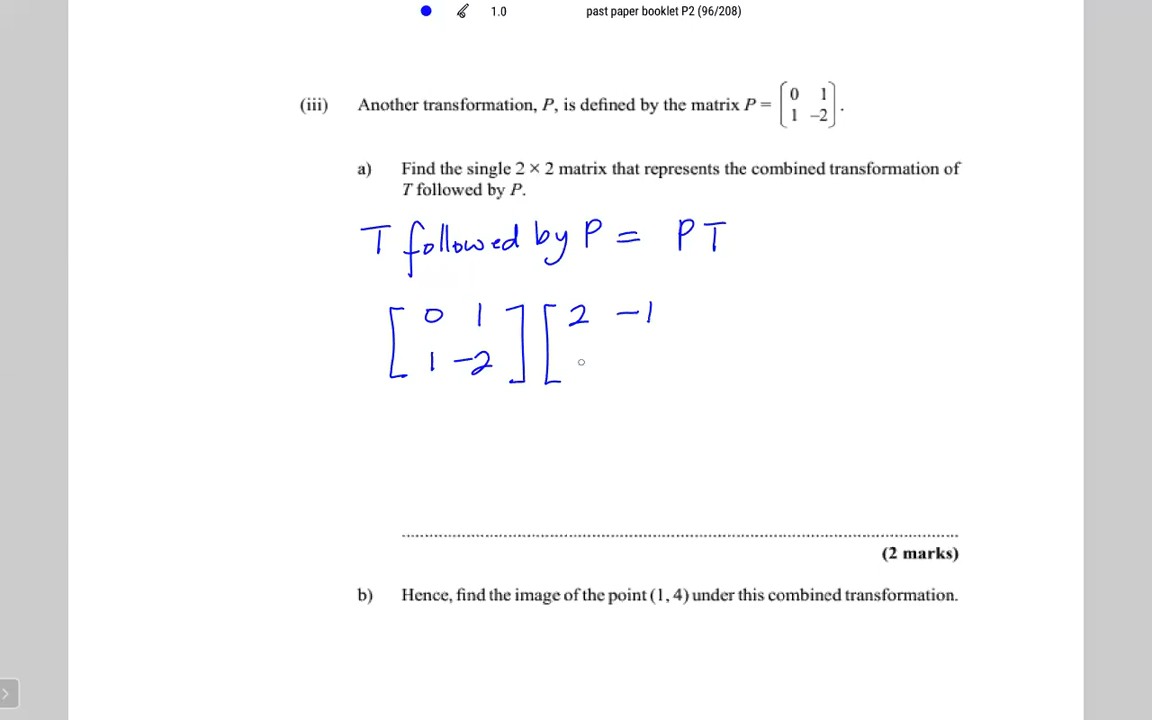 1.0 past paper booklet P2 (96/208)
(iii) Another transformation, P, is defined by the matrix P = [0 1
1 -2].
a) Find the single 2 × 2 matrix that represents the combined transformation of
T followed by P.
T followed by P = PT
[0 1] [2 -1
1 -2
(2 marks)
b) Hence, find the image of the point (1, 4) under this combined transformation.